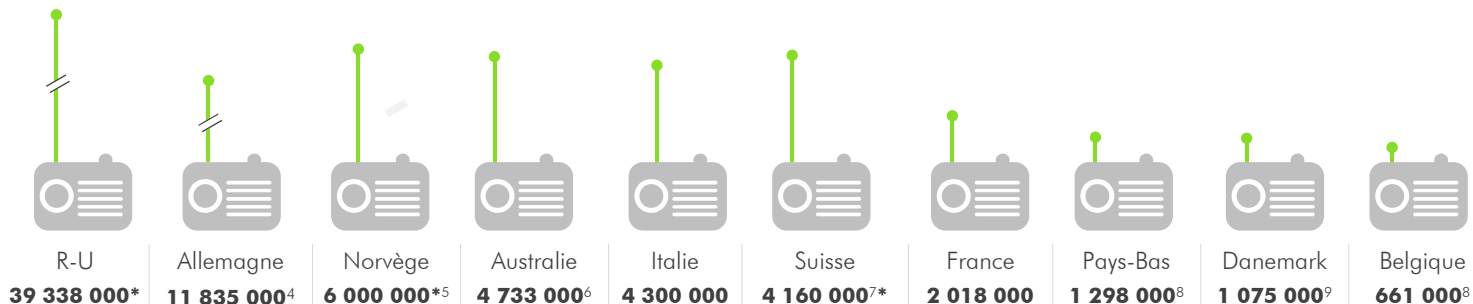 R-U Allemagne Norvège Australie Italie Suisse France Pays-Bas Danemark Belgique
39 338 000* 11 835 000⁴ 6 000 000*⁵ 4 733 000⁶ 4 300 000 4 160 000⁷* 2 018 000 1 298 000⁸ 1 075 000⁹ 661 000⁸